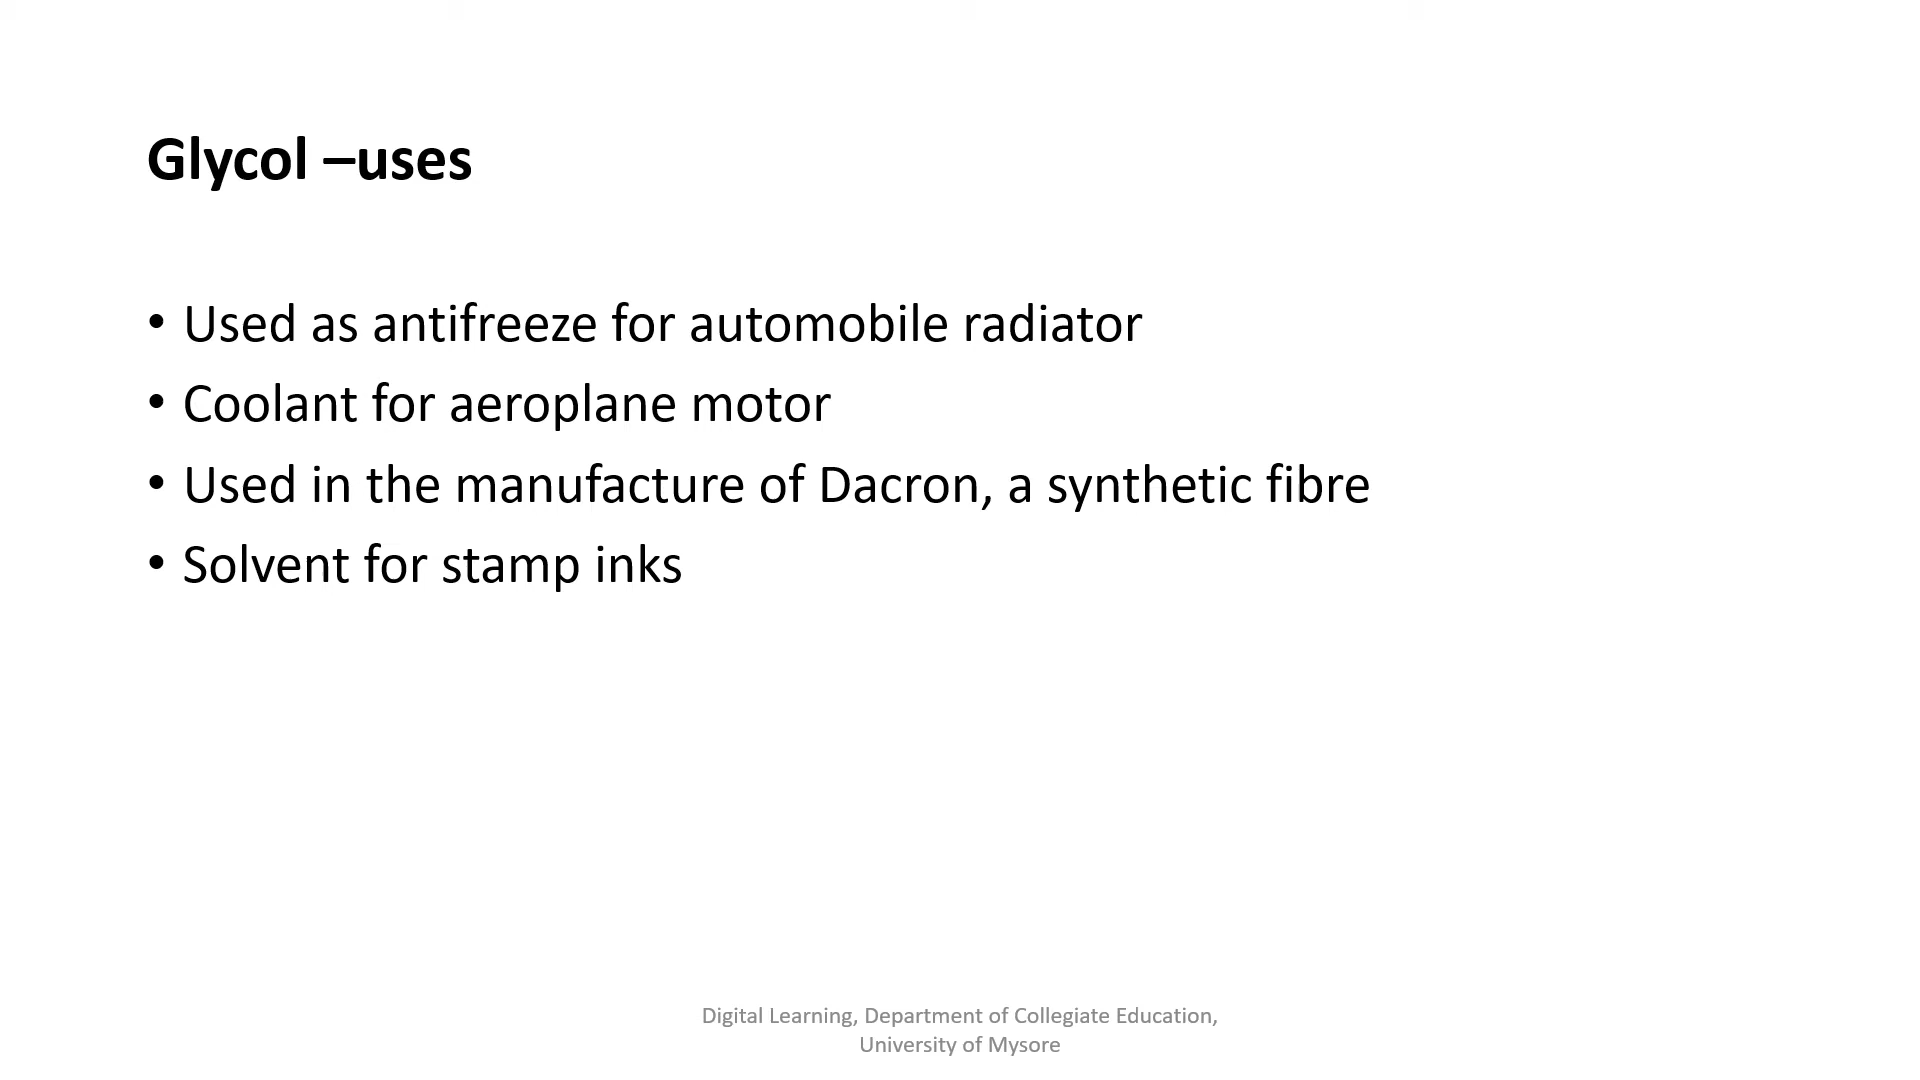 Glycol –uses
• Used as antifreeze for automobile radiator
• Coolant for aeroplane motor
• Used in the manufacture of Dacron, a synthetic fibre
• Solvent for stamp inks
Digital Learning, Department of Collegiate Education,
University of Mysore